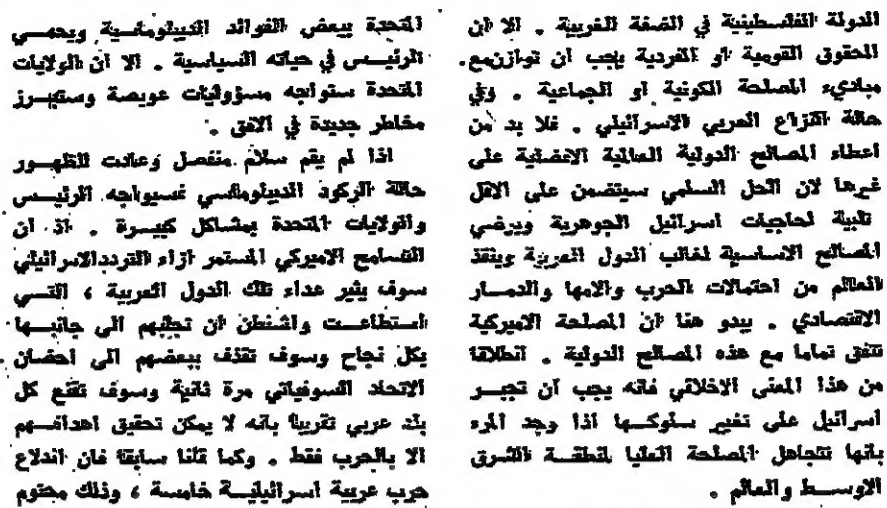 الدولة الفلسطينية في الضفة الغربية . الا ان
الحقوق القومية او الفردية يجب ان توازن مع
مباديء المصلحة الكونية او الجماعية . وفي
حالة النزاع العربي الاسرائيلي . فلا بد من
اعطاء المصالح الدولية العالمية الافضلية على
غيرها لان الحل السلمي سيتضمن على الاقل
تلبية لحاجيات اسرائيل الجوهرية ويرضي
المصالح الاساسية لغالب الدول العربية وينقذ
العالم من احتمالات الحرب والامها والدمار
الاقتصادي . يبدو هنا ان المصلحة الاميركية
تتفق تماما مع هذه المصالح الدولية . انطلاقا
من هذا المعنى الاخلاقي فانه يجب ان تجبر
اسرائيل على تغير سلوكها اذا وجد المرء
بانها تتجاهل المصلحة العليا لمنطقة الشرق
الاوسط والعالم .
المتحدة ببعض الفوائد الديبلوماسية ويحمي
الرئيس في حياته السياسية . الا ان الولايات
المتحدة ستواجه مسؤوليات عويصة وستبرز
مخاطر جديدة في الافق .
اذا لم يقم سلام منفصل وعادت للظهور
حالة الركود الديبلوماسي فسيواجه الرئيس
والولايات المتحدة بمشاكل كبيرة . اذ ان
التسامح الاميركي المستمر ازاء التردد الاسرائيلي
سوف يثير عداء تلك الدول العربية ، التي
استطاعت واشنطن ان تجلبهم الى جانبها
بكل نجاح وسوف تقذف ببعضهم الى احضان
الاتحاد السوفياتي مرة ثانية وسوف تقنع كل
بلد عربي تقريبا بانه لا يمكن تحقيق اهدافهم
الا بالحرب فقط . وكما قلنا سابقا فان اندلاع
حرب عربية اسرائيلية خامسة ، وذلك محتوم